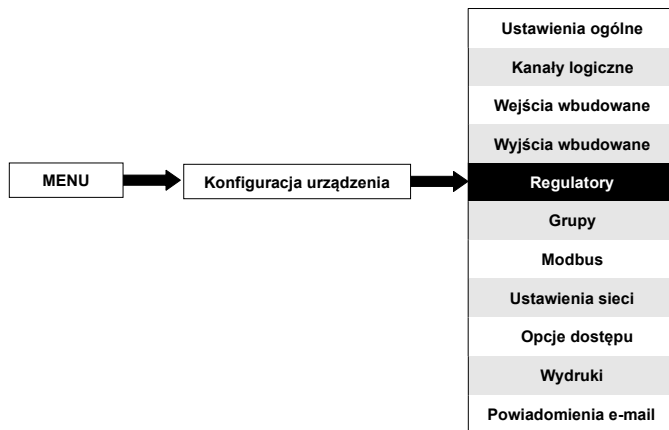 MENU
Konfiguracja urządzenia
Ustawienia ogólne
Kanały logiczne
Wejścia wbudowane
Wyjścia wbudowane
Regulatory
Grupy
Modbus
Ustawienia sieci
Opcje dostępu
Wydruki
Powiadomienia e-mail